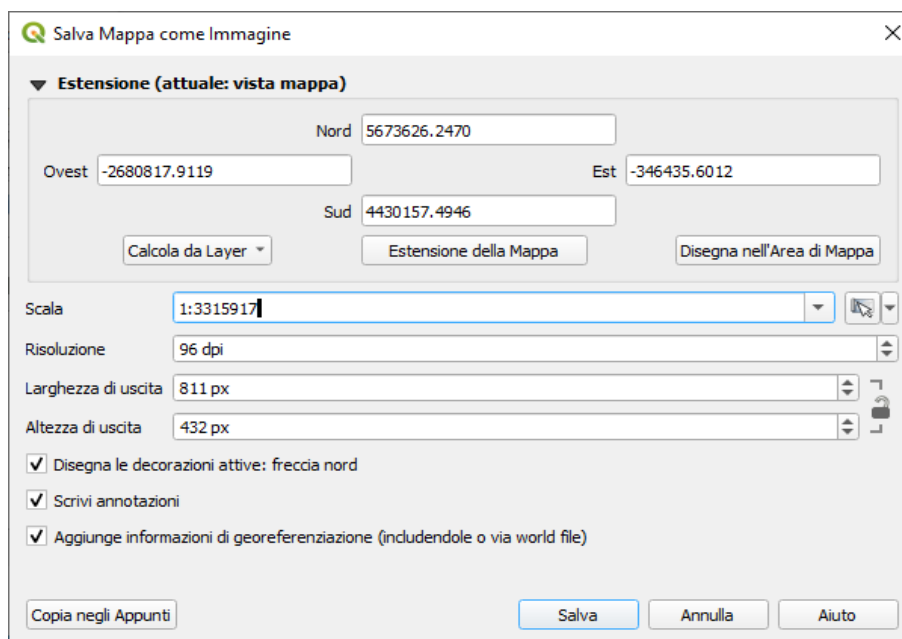 Salva Mappa come Immagine
Estensione (attuale: vista mappa)
Nord 5673626.2470
Ovest -2680817.9119 Est -346435.6012
Sud 4430157.4946
Calcola da Layer Estensione della Mappa Disegna nell'Area di Mappa
Scala 1:3315917
Risoluzione 96 dpi
Larghezza di uscita 811 px
Altezza di uscita 432 px
Disegna le decorazioni attive: freccia nord
Scrivi annotazioni
Aggiunge informazioni di georeferenziazione (includendole o via world file)
Copia negli Appunti Salva Annulla Aiuto